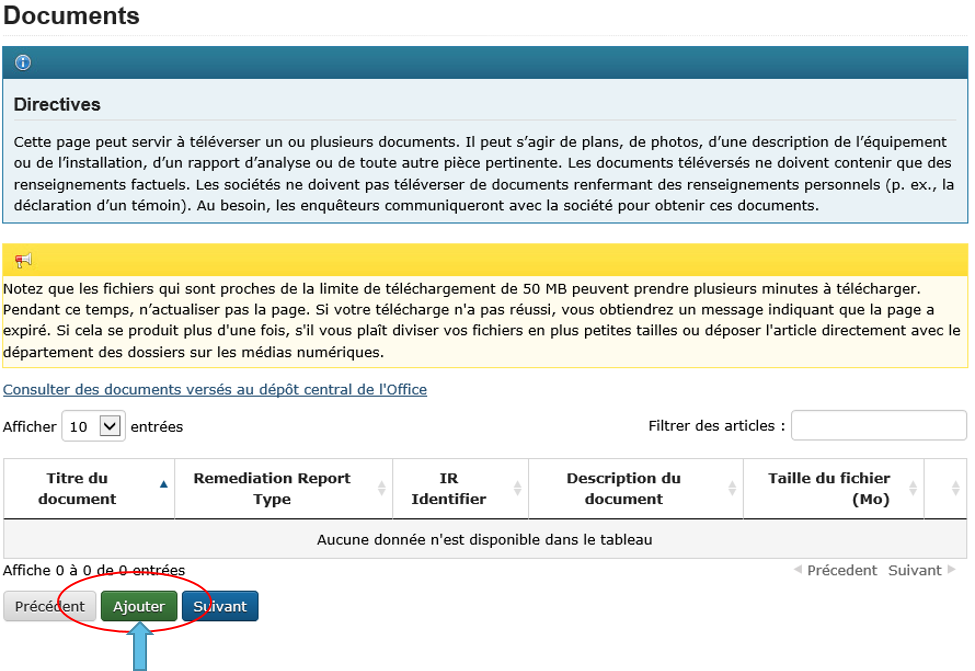 Documents
Directives
Cette page peut servir à téléverser un ou plusieurs documents. Il peut s’agir de plans, de photos, d’une description de l’équipement
ou de l’installation, d’un rapport d’analyse ou de toute autre pièce pertinente. Les documents téléversés ne doivent contenir que des
renseignements factuels. Les sociétés ne doivent pas téléverser de documents renfermant des renseignements personnels (p. ex., la
déclaration d’un témoin). Au besoin, les enquêteurs communiqueront avec la société pour obtenir ces documents.
Notez que les fichiers qui sont proches de la limite de téléchargement de 50 MB peuvent prendre plusieurs minutes à télécharger.
Pendant ce temps, n’actualiser pas la page. Si votre télécharge n'a pas réussi, vous obtiendrez un message indiquant que la page a
expiré. Si cela se produit plus d'une fois, s'il vous plaît diviser vos fichiers en plus petites tailles ou déposer l'article directement avec le
département des dossiers sur les médias numériques.
Consulter des documents versés au dépôt central de l'Office
Afficher 10 entrées Filtrer des articles :
Titre du Remediation Report IR Description du Taille du fichier
document Type Identifier document (Mo)
Aucune donnée n'est disponible dans le tableau
Affiche 0 à 0 de 0 entrées Précedent Suivant
Précédent Ajouter Suivant